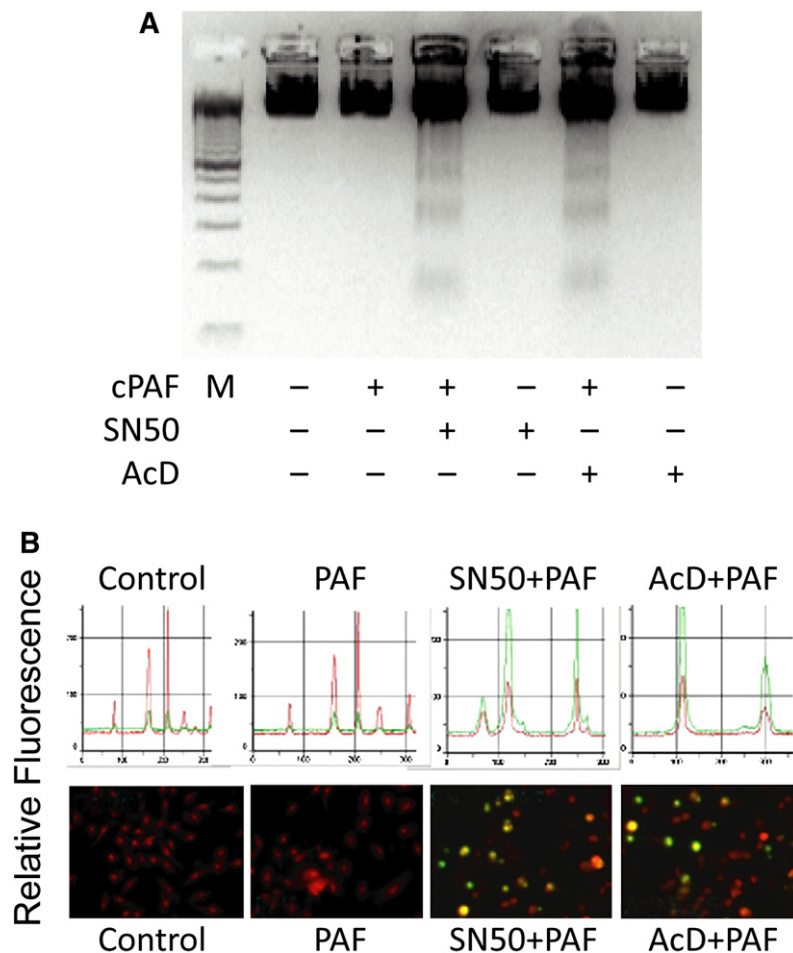 A
cPAF M − + + − + −
SN50 − − + + − −
AcD − − − − + +
B
Relative Fluorescence
Control PAF SN50+PAF AcD+PAF
Control PAF SN50+PAF AcD+PAF